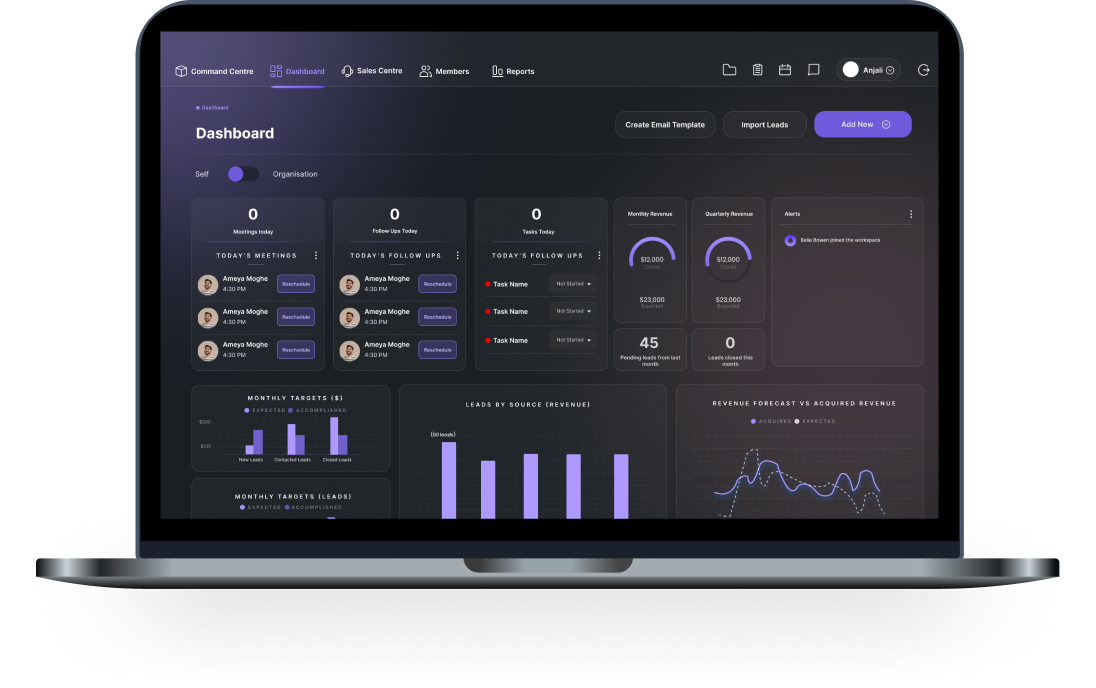 Command Centre
Dashboard
Sales Centre
Members
Reports
Anjali
Dashboard
Dashboard
Create Email Template
Import Leads
Add New
Self
Organisation
0
Meetings today
TODAY'S MEETINGS
Ameya Moghe
4:30 PM
Reschedule
Ameya Moghe
4:30 PM
Reschedule
Ameya Moghe
4:30 PM
Reschedule
0
Follow Ups Today
TODAY'S FOLLOW UPS
Ameya Moghe
4:30 PM
Reschedule
Ameya Moghe
4:30 PM
Reschedule
Ameya Moghe
4:30 PM
Reschedule
0
Tasks Today
TODAY'S FOLLOW UPS
Task Name
Not Started
Task Name
Not Started
Task Name
Not Started
Monthly Revenue
$12,000
Closed
$23,000
Expected
Quarterly Revenue
$12,000
Closed
$23,000
Expected
45
Pending leads from last
month
0
Leads closed this
month
Alerts
Belle Bowen joined the workspace
MONTHLY TARGETS ($)
EXPECTED
ACCOMPLISHED
$200
$100
New Leads
Contacted Leads
Closed Leads
MONTHLY TARGETS (LEADS)
EXPECTED
ACCOMPLISHED
LEADS BY SOURCE (REVENUE)
(50 leads)
REVENUE FORECAST VS ACQUIRED REVENUE
ACQUIRED
EXPECTED